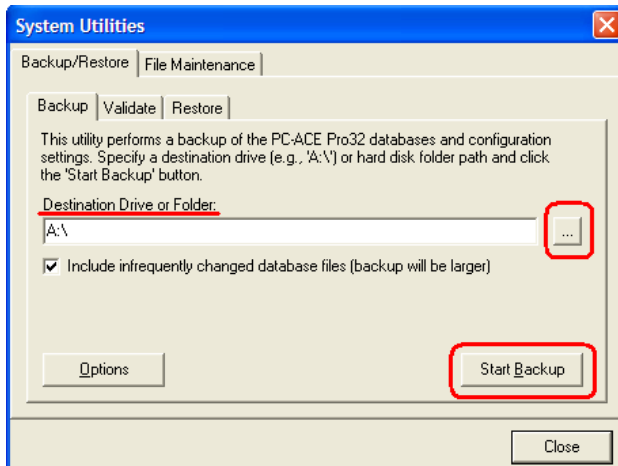 System Utilities
Backup/Restore File Maintenance
Backup Validate Restore
This utility performs a backup of the PC-ACE Pro32 databases and configuration
settings. Specify a destination drive (e.g., 'A:\') or hard disk folder path and click
the 'Start Backup' button.
Destination Drive or Folder:
A:\ ...
Include infrequently changed database files (backup will be larger)
Options Start Backup
Close